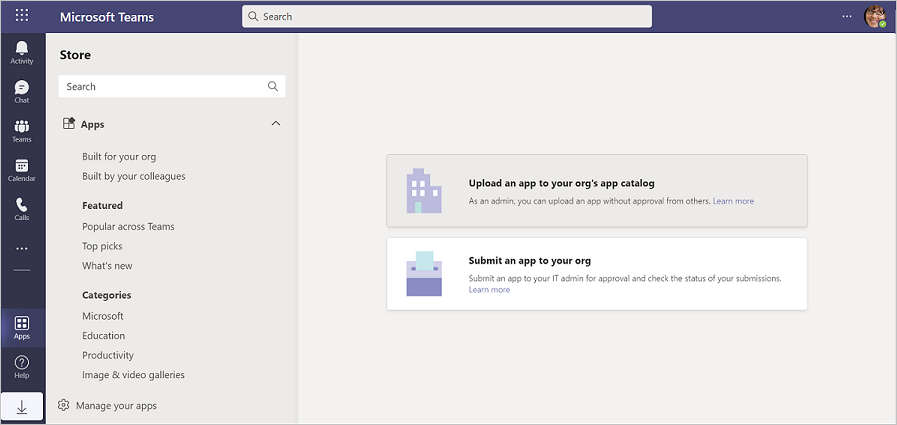 Microsoft Teams
Search
Activity
Chat
Teams
Calendar
Calls
Apps
Help
Store
Search
Apps
Built for your org
Built by your colleagues
Featured
Popular across Teams
Top picks
What's new
Categories
Microsoft
Education
Productivity
Image & video galleries
Manage your apps
Upload an app to your org's app catalog
As an admin, you can upload an app without approval from others. Learn more
Submit an app to your org
Submit an app to your IT admin for approval and check the status of your submissions.
Learn more